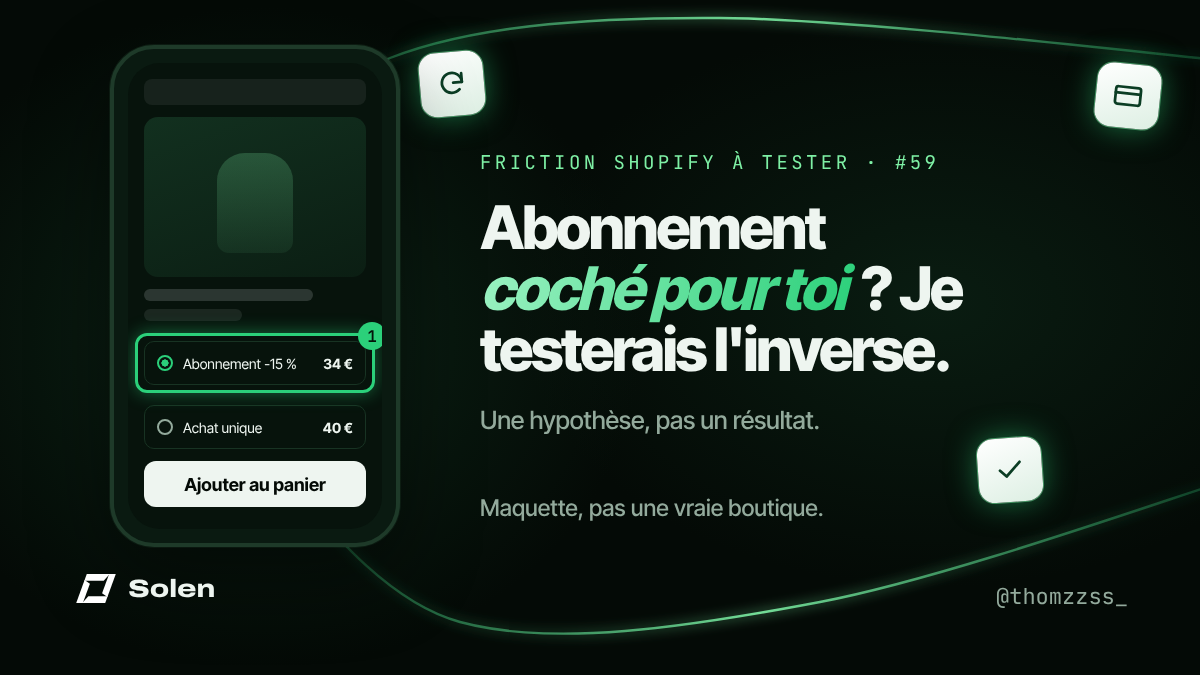 FRICTION SHOPIFY À TESTER · #59
Abonnement
coché pour toi ? Je
testerais l'inverse.
Une hypothèse, pas un résultat.
Maquette, pas une vraie boutique.
1
Abonnement -15 % 34 €
Achat unique 40 €
Ajouter au panier
Solen
@thomzzss_